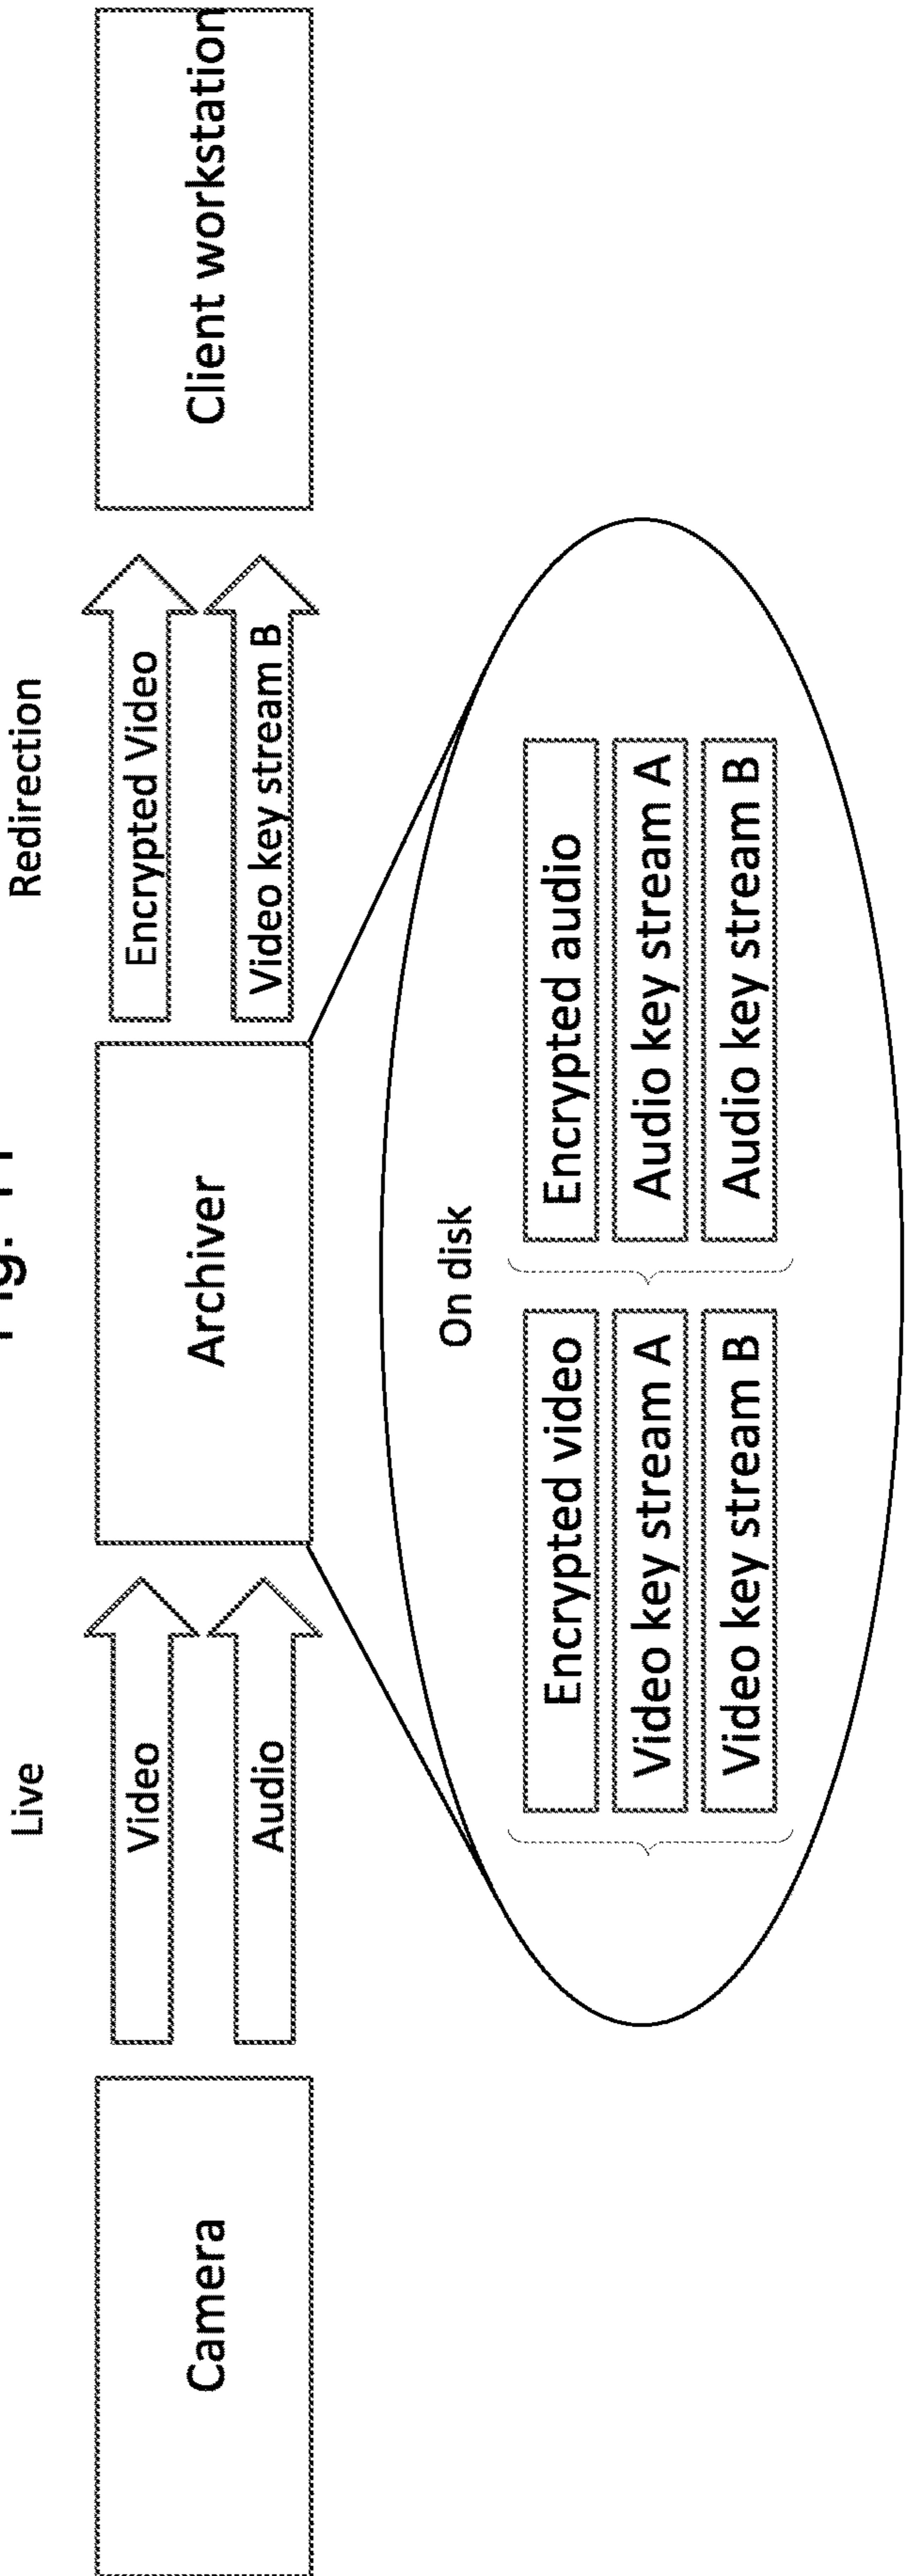 Live
Redirection
Camera
Video
Audio
Archiver
Encrypted Video
Video key stream B
Client workstation
On disk
Encrypted video
Video key stream A
Video key stream B
Encrypted audio
Audio key stream A
Audio key stream B